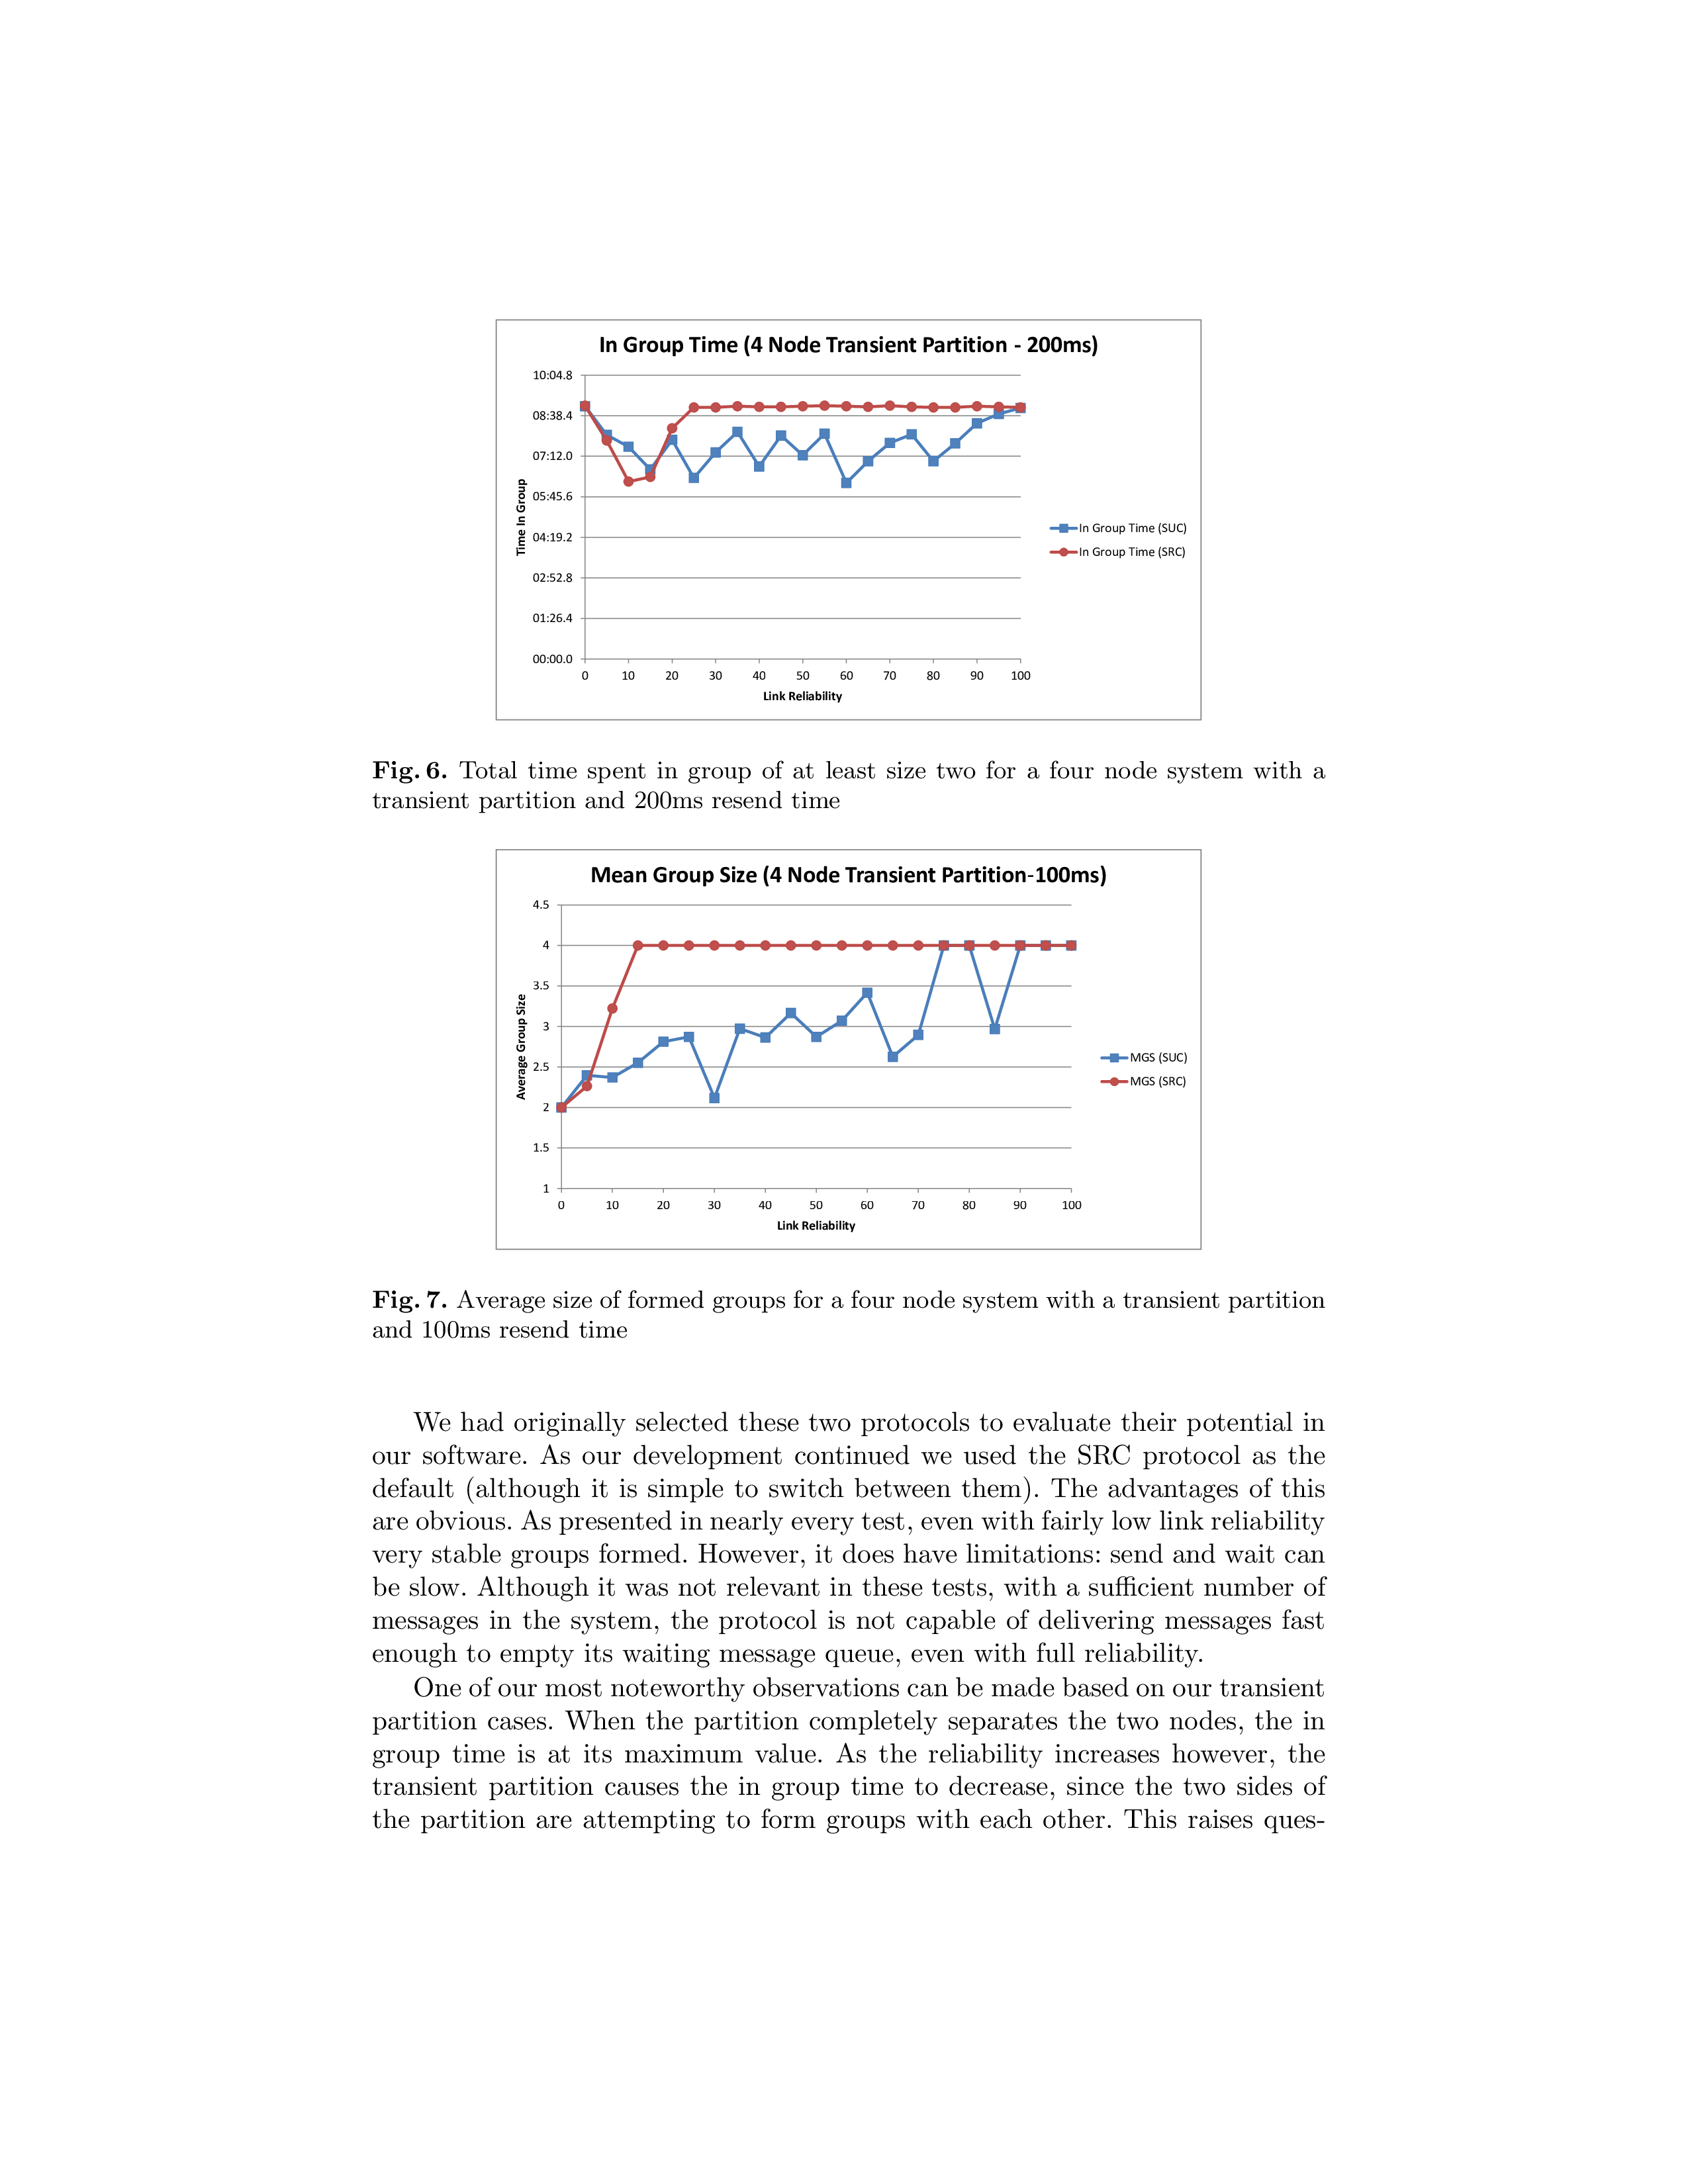 In Group Time (4 Node Transient Partition - 200ms)
10:04.8
08:38.4
07:12.0
05:45.6
04:19.2
02:52.8
01:26.4
00:00.0
Time In Group
0 10 20 30 40 50 60 70 80 90 100
Link Reliability
In Group Time (SUC)
In Group Time (SRC)
Fig. 6. Total time spent in group of at least size two for a four node system with a
transient partition and 200ms resend time
Mean Group Size (4 Node Transient Partition-100ms)
4.5
4
3.5
3
2.5
2
1.5
1
Average Group Size
0 10 20 30 40 50 60 70 80 90 100
Link Reliability
MGS (SUC)
MGS (SRC)
Fig. 7. Average size of formed groups for a four node system with a transient partition
and 100ms resend time
We had originally selected these two protocols to evaluate their potential in
our software. As our development continued we used the SRC protocol as the
default (although it is simple to switch between them). The advantages of this
are obvious. As presented in nearly every test, even with fairly low link reliability
very stable groups formed. However, it does have limitations: send and wait can
be slow. Although it was not relevant in these tests, with a sufficient number of
messages in the system, the protocol is not capable of delivering messages fast
enough to empty its waiting message queue, even with full reliability.
One of our most noteworthy observations can be made based on our transient
partition cases. When the partition completely separates the two nodes, the in
group time is at its maximum value. As the reliability increases however, the
transient partition causes the in group time to decrease, since the two sides of
the partition are attempting to form groups with each other. This raises ques-